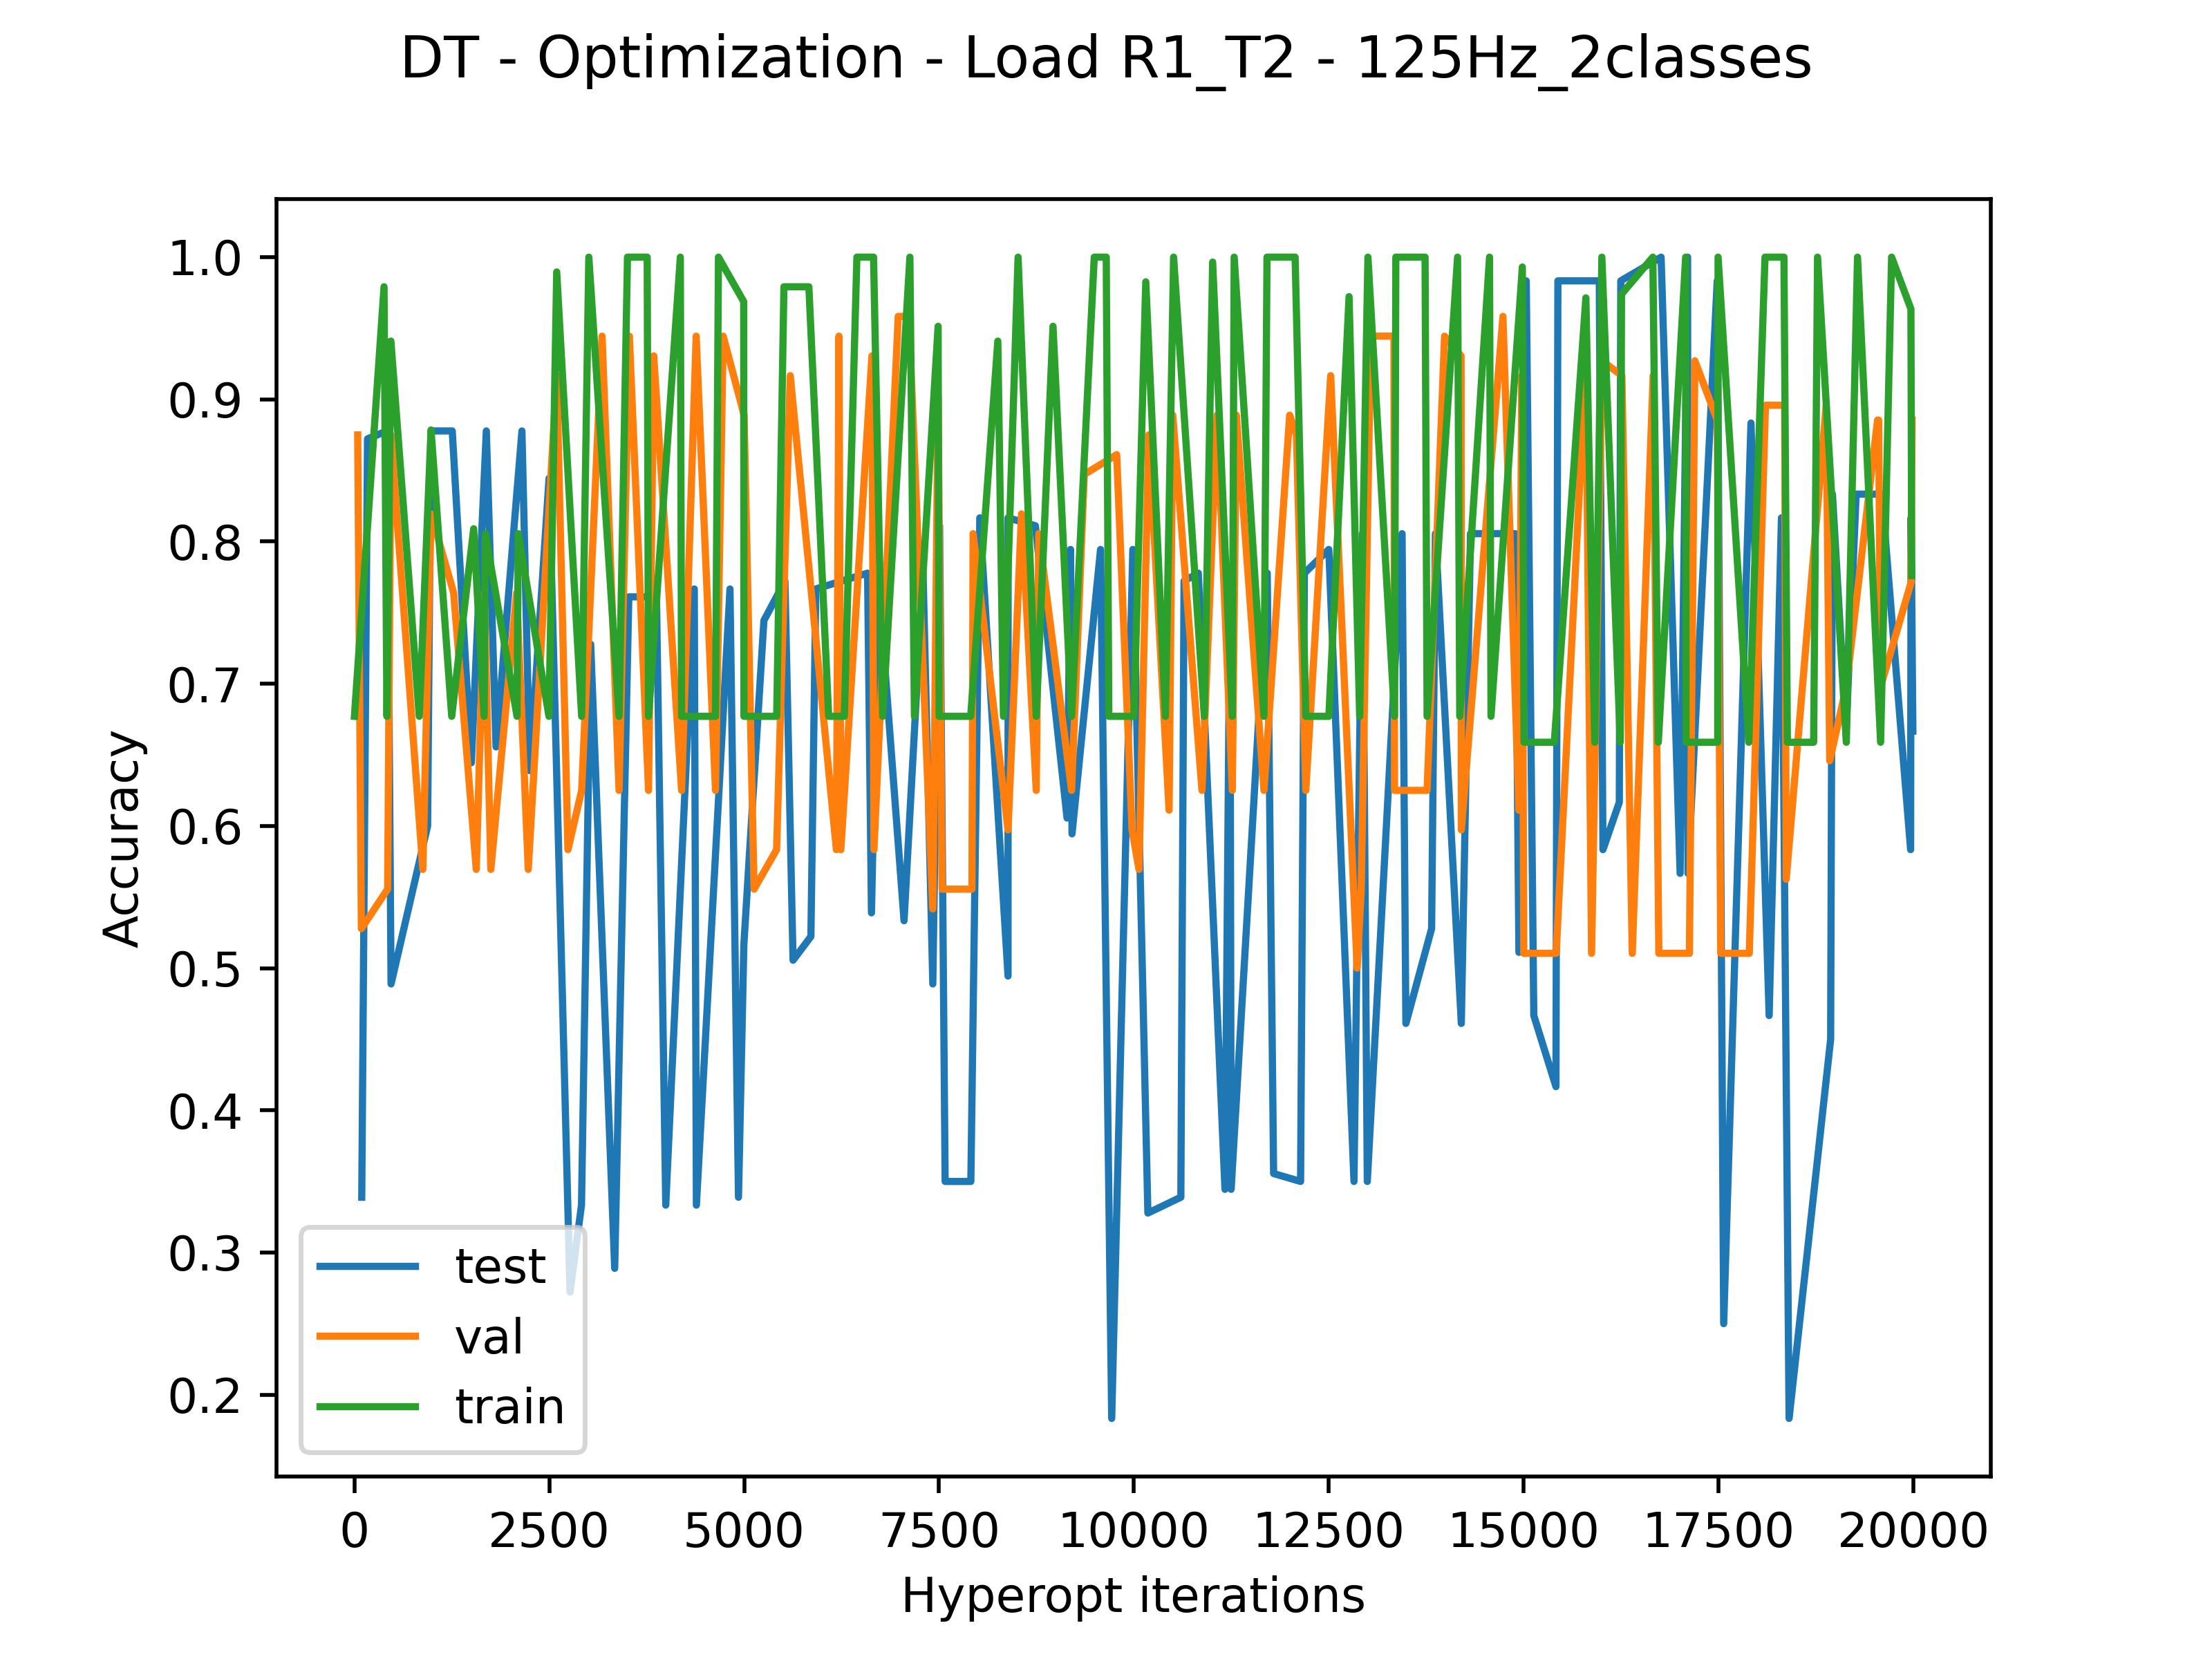 DT - Optimization - Load R1_T2 - 125Hz_2classes
1.0
0.9
0.8
0.7
0.6
0.5
0.4
0.3
0.2
Accuracy
test
val
train
0 2500 5000 7500 10000 12500 15000 17500 20000
Hyperopt iterations